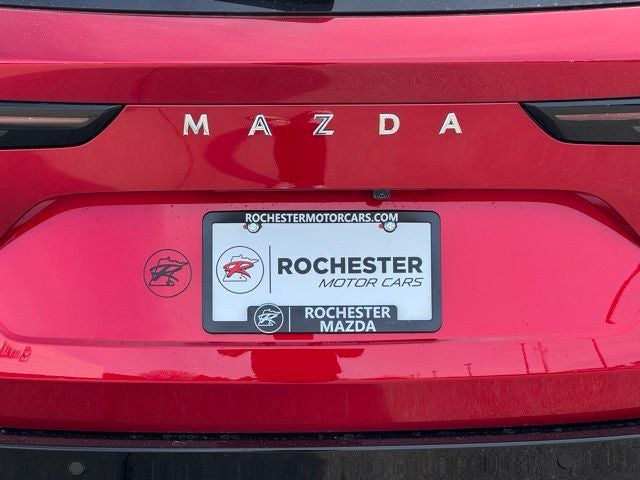 MAZDA
ROCHESTERMOTORCARS.COM
R
R
ROCHESTER
MOTOR CARS
R
ROCHESTER
MAZDA